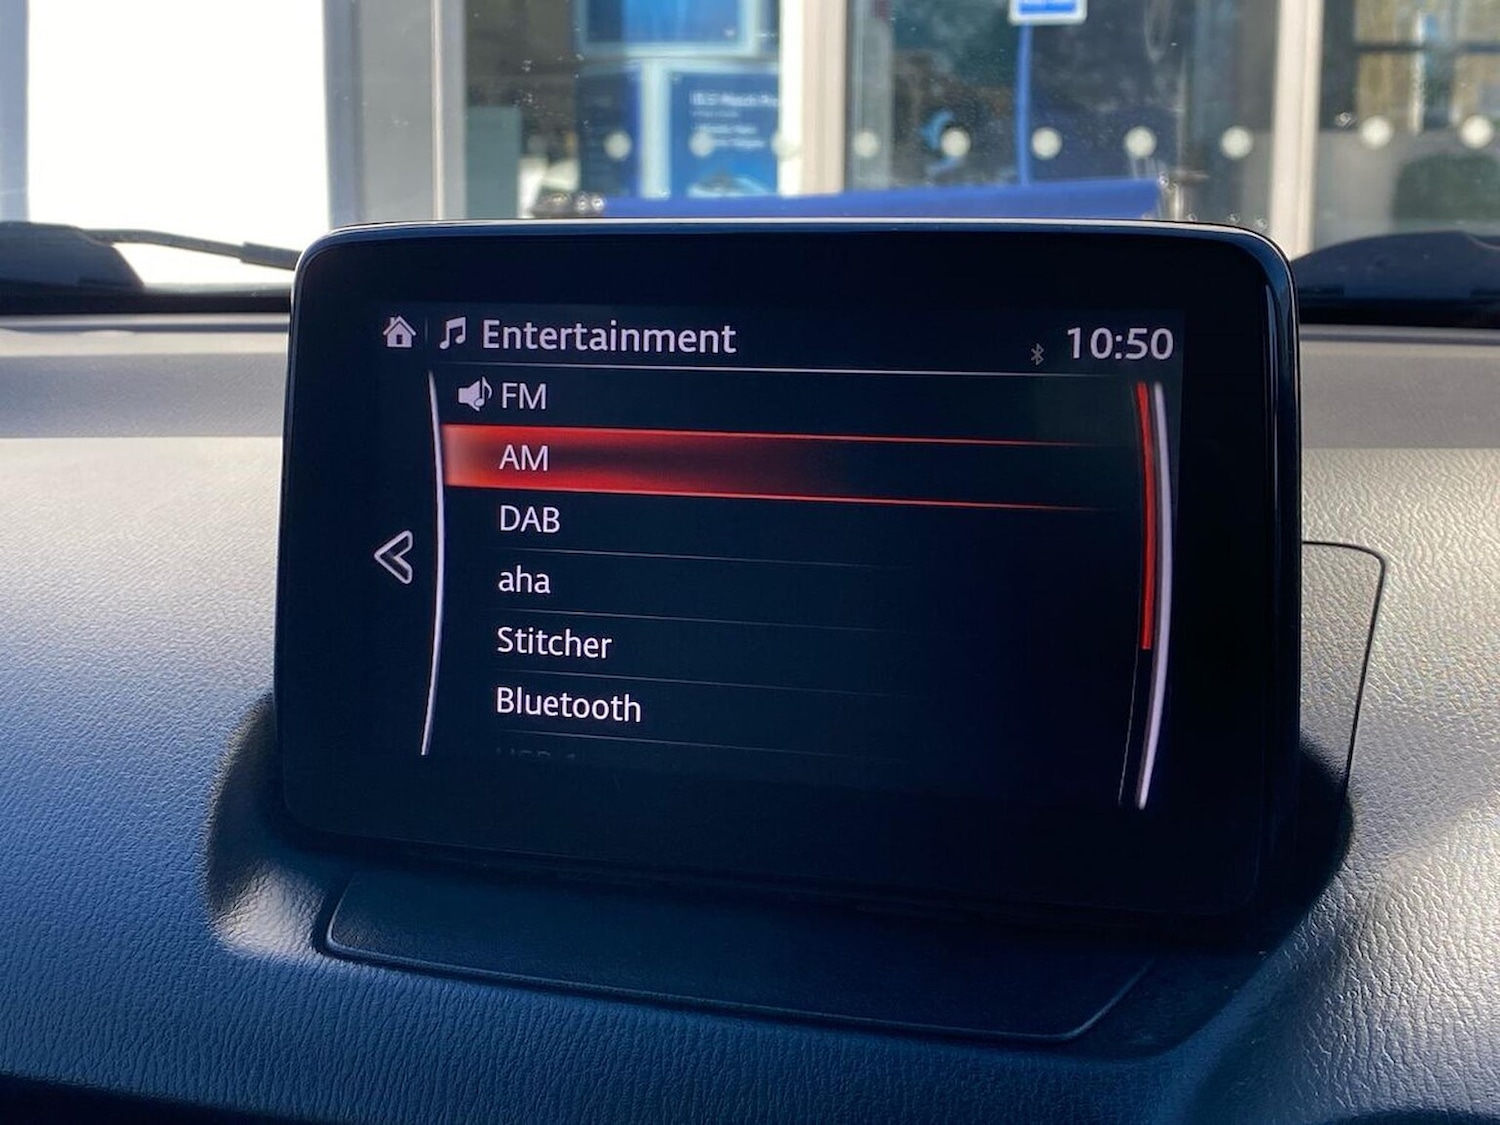 Entertainment
10:50
FM
AM
DAB
aha
Stitcher
Bluetooth